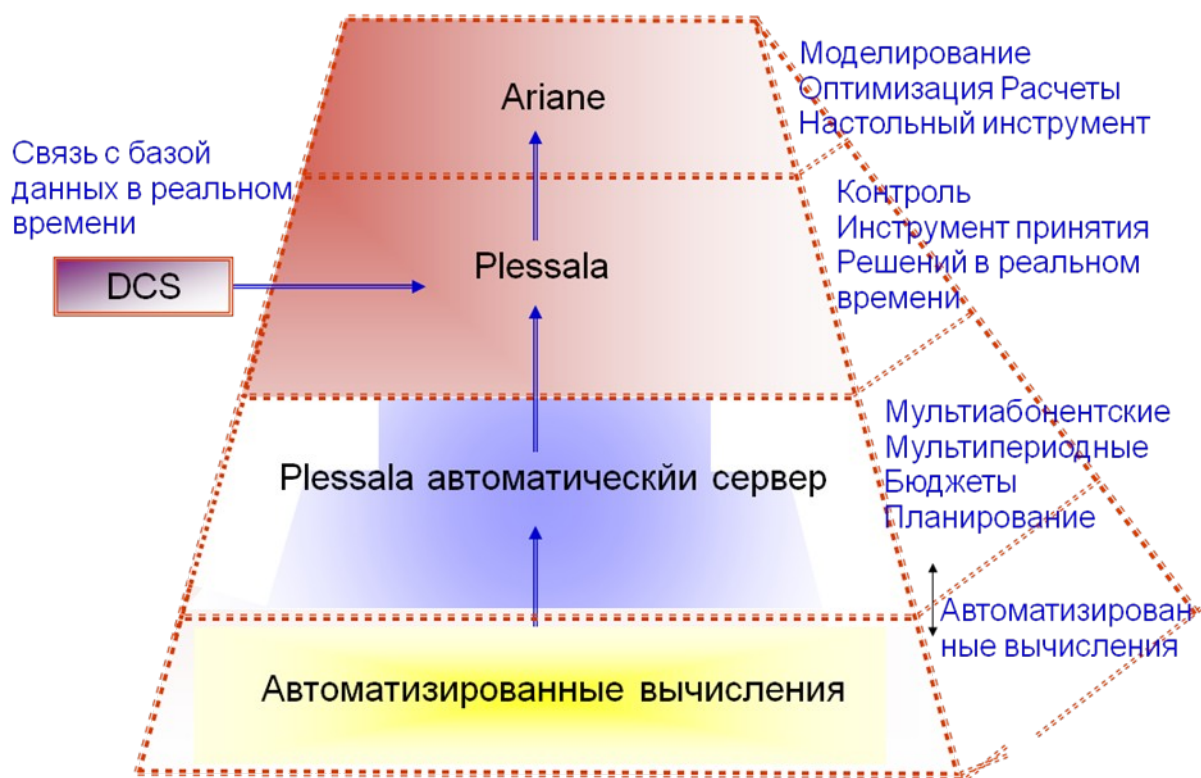 Моделирование
Оптимизация Расчеты
Настольный инструмент
Ariane
Связь с базой
данных в реальном
времени
Контроль
Инструмент принятия
Решений в реальном
времени
DCS
Plessala
Мультиабонентские
Мультипериодные
Бюджеты
Планирование
Plessala автоматическйи сервер
Автоматизирован
ные вычисления
Автоматизированные вычисления